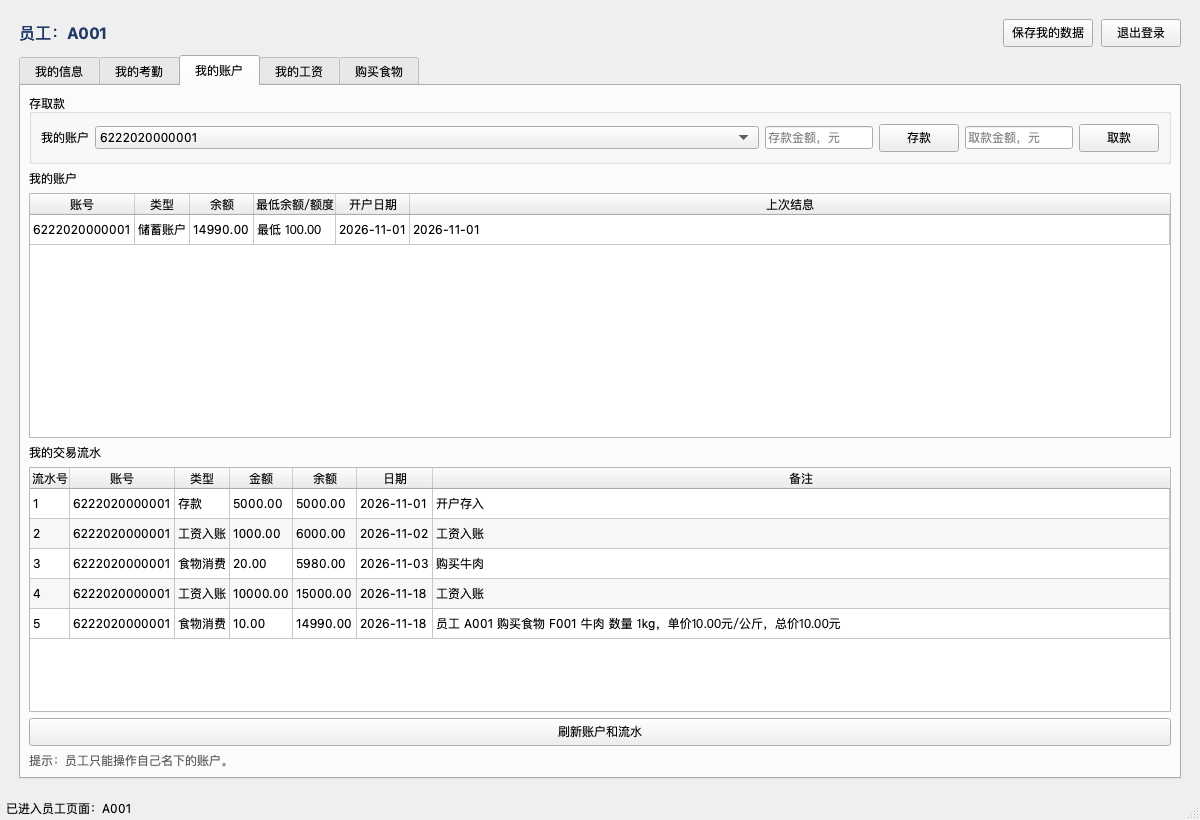 员工：A001
保存我的数据 退出登录
我的信息 我的考勤 我的账户 我的工资 购买食物
存取款
我的账户 6222020000001 存款金额，元 存款 取款金额，元 取款
我的账户
账号 类型 余额 最低余额/额度 开户日期 上次结息
6222020000001 储蓄账户 14990.00 最低 100.00 2026-11-01 2026-11-01
我的交易流水
流水号 账号 类型 金额 余额 日期 备注
1 6222020000001 存款 5000.00 5000.00 2026-11-01 开户存入
2 6222020000001 工资入账 1000.00 6000.00 2026-11-02 工资入账
3 6222020000001 食物消费 20.00 5980.00 2026-11-03 购买牛肉
4 6222020000001 工资入账 10000.00 15000.00 2026-11-18 工资入账
5 6222020000001 食物消费 10.00 14990.00 2026-11-18 员工 A001 购买食物 F001 牛肉 数量 1kg，单价10.00元/公斤，总价10.00元
刷新账户和流水
提示：员工只能操作自己名下的账户。
已进入员工页面：A001